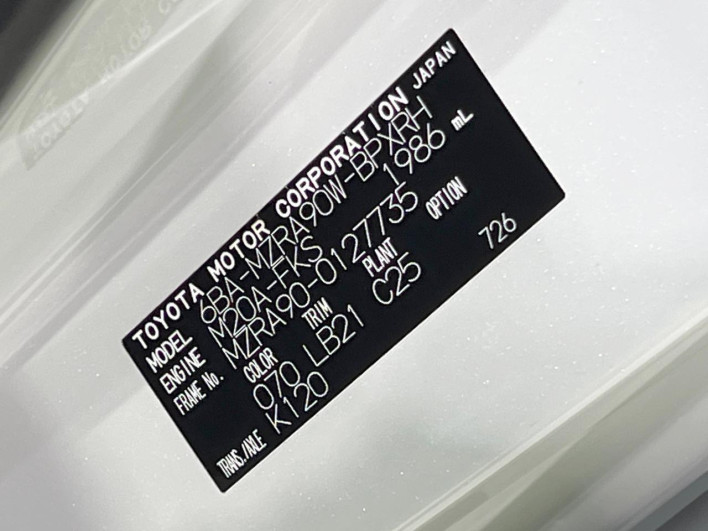 TOYOTA MOTOR CORPORATION JAPAN
MODEL 6BA-MZRA90W-BPXRH
ENGINE M20A-FKS 1986 mL
FRAME No. MZRA90-0127735
COLOR TRIM PLANT OPTION
070 LB21 C25
TRANS./AXLE K120 726